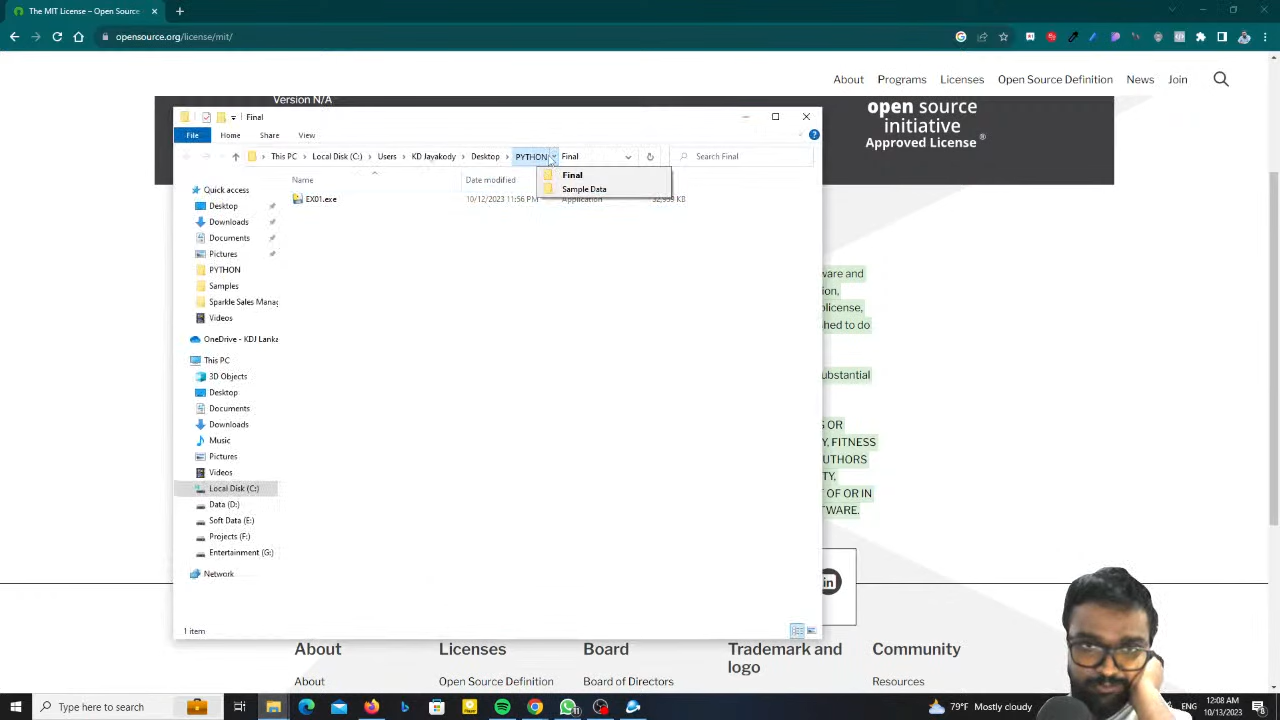 The MIT License – Open Sour
opensource.org/license/mit/
About Programs Licenses Open Source Definition News Join
Version N/A
open source
initiative
Approved License ®
Final
File Home Share View
This PC Local Disk (C:) Users KD Jayakody Desktop PYTHON Final
Search Final
Final
Sample Data
Name Date modified
EX01.exe 10/12/2023 11:56 PM Application KB
Quick access
Desktop
Downloads
Documents
Pictures
PYTHON
Samples
Sparkle Sales Manag
Videos
OneDrive - KDJ Lanka
This PC
3D Objects
Desktop
Documents
Downloads
Music
Pictures
Videos
Local Disk (C:)
Data (D:)
Soft Data (E:)
Projects (F:)
Entertainment (G:)
Network
1 item
ware and
ion,
license,
shed to do
ubstantial
S OR
Y, FITNESS
AUTHORS
ITY,
T OF OR IN
TWARE.
in
About Licenses Board Trademark and logo Community
About Open Source Definition Board of Directors Resources
Type here to search
79°F Mostly cloudy
12:08 AM
10/13/2023